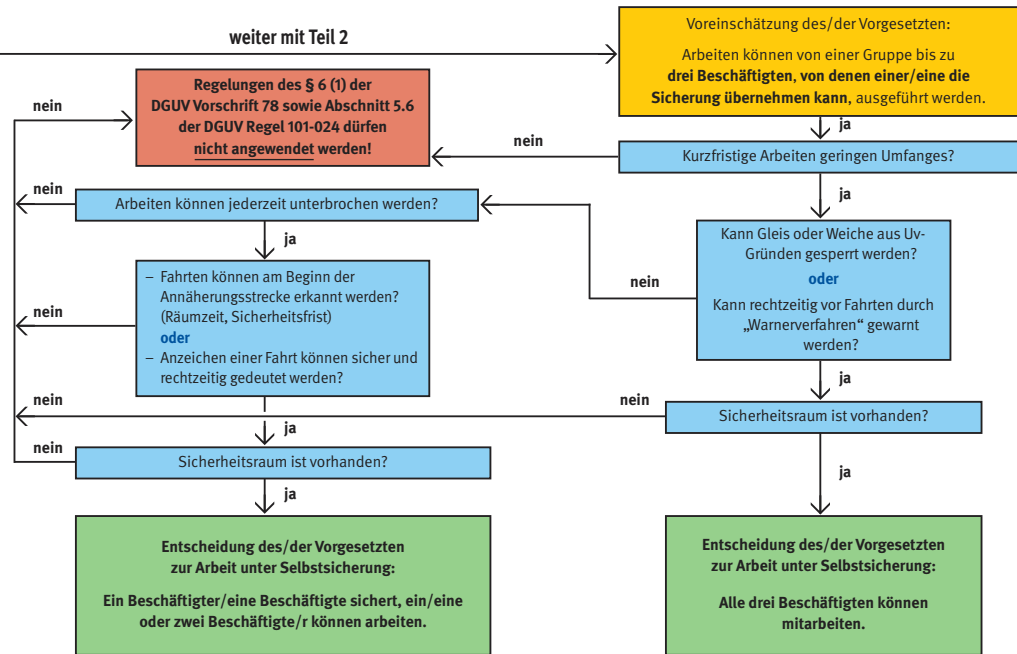 weiter mit Teil 2
Voreinschätzung des/der Vorgesetzten:
Arbeiten können von einer Gruppe bis zu
drei Beschäftigten, von denen einer/eine die
Sicherung übernehmen kann, ausgeführt werden.
nein
Regelungen des § 6 (1) der
DGUV Vorschrift 78 sowie Abschnitt 5.6
der DGUV Regel 101-024 dürfen
nicht angewendet werden!
ja
nein
Kurzfristige Arbeiten geringen Umfanges?
nein
Arbeiten können jederzeit unterbrochen werden?
ja
ja
Kann Gleis oder Weiche aus Uv-
Gründen gesperrt werden?
oder
Kann rechtzeitig vor Fahrten durch
„Warnerverfahren“ gewarnt
werden?
nein
– Fahrten können am Beginn der
Annäherungsstrecke erkannt werden?
(Räumzeit, Sicherheitsfrist)
oder
– Anzeichen einer Fahrt können sicher und
rechtzeitig gedeutet werden?
nein
ja
nein
nein
Sicherheitsraum ist vorhanden?
ja
nein
Sicherheitsraum ist vorhanden?
ja
ja
Entscheidung des/der Vorgesetzten
zur Arbeit unter Selbstsicherung:
Ein Beschäftigter/eine Beschäftigte sichert, ein/eine
oder zwei Beschäftigte/r können arbeiten.
Entscheidung des/der Vorgesetzten
zur Arbeit unter Selbstsicherung:
Alle drei Beschäftigten können
mitarbeiten.